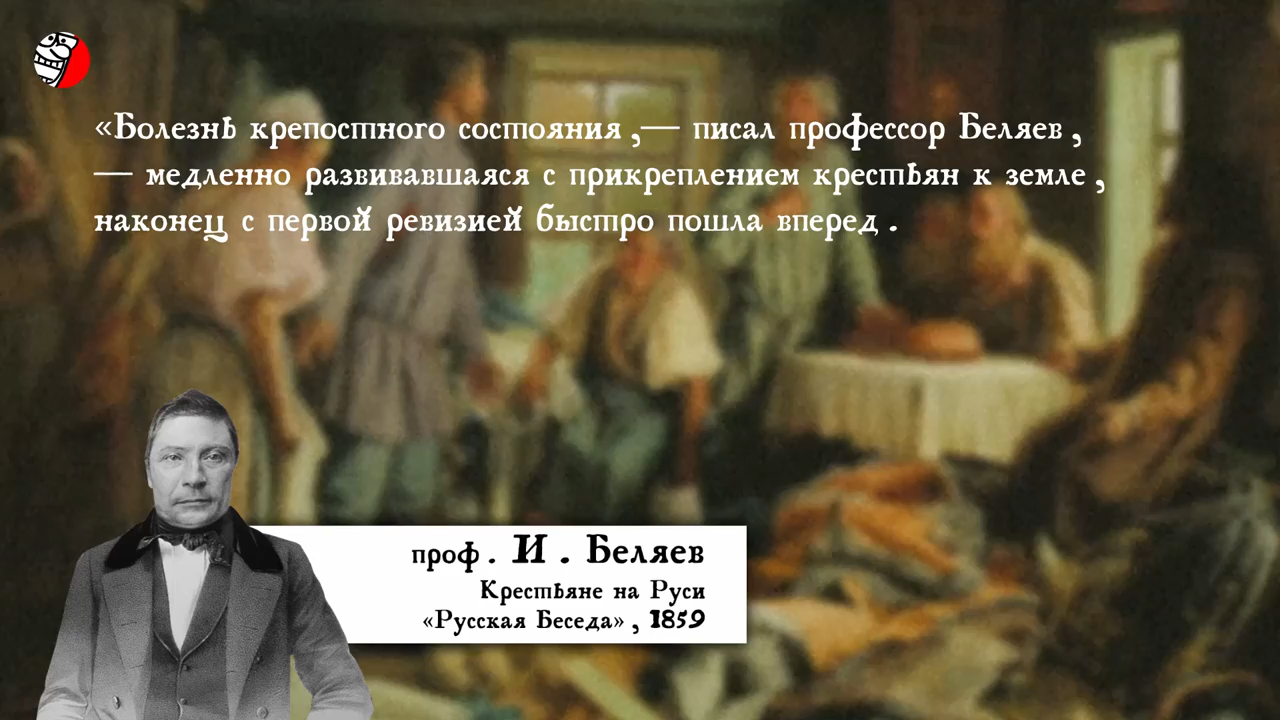 «Болезнь крепостного состояния ,— писал профессор Беляев ,
— медленно развивавшаяся с прикреплением крестьян к земле ,
наконец с первой ревизией быстро пошла вперед .
проф . И . Беляев
Крестьяне на Руси
«Русская Беседа» , 1859